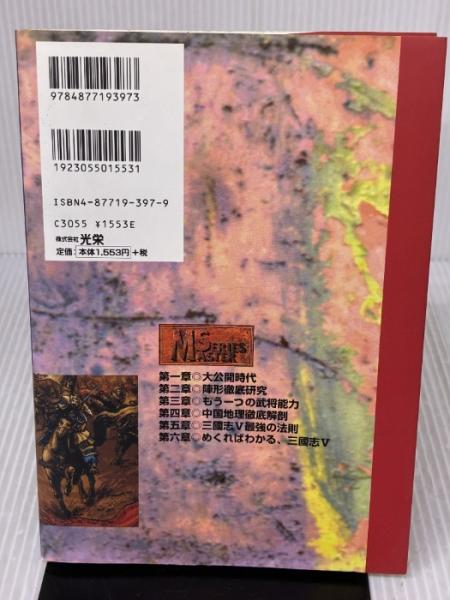 9784877193973
1923055015531
ISBN4-87719-397-9
C3055 ¥1553E
株式会社 光栄
定価:本体1,553円+税
MASTER SERIES
第一章◎大公開時代
第二章◎陣形徹底研究
第三章◎もう一つの武将能力
第四章◎中国地理徹底解剖
第五章◎三國志Ⅴ最強の法則
第六章◎めくればわかる、三國志Ⅴ